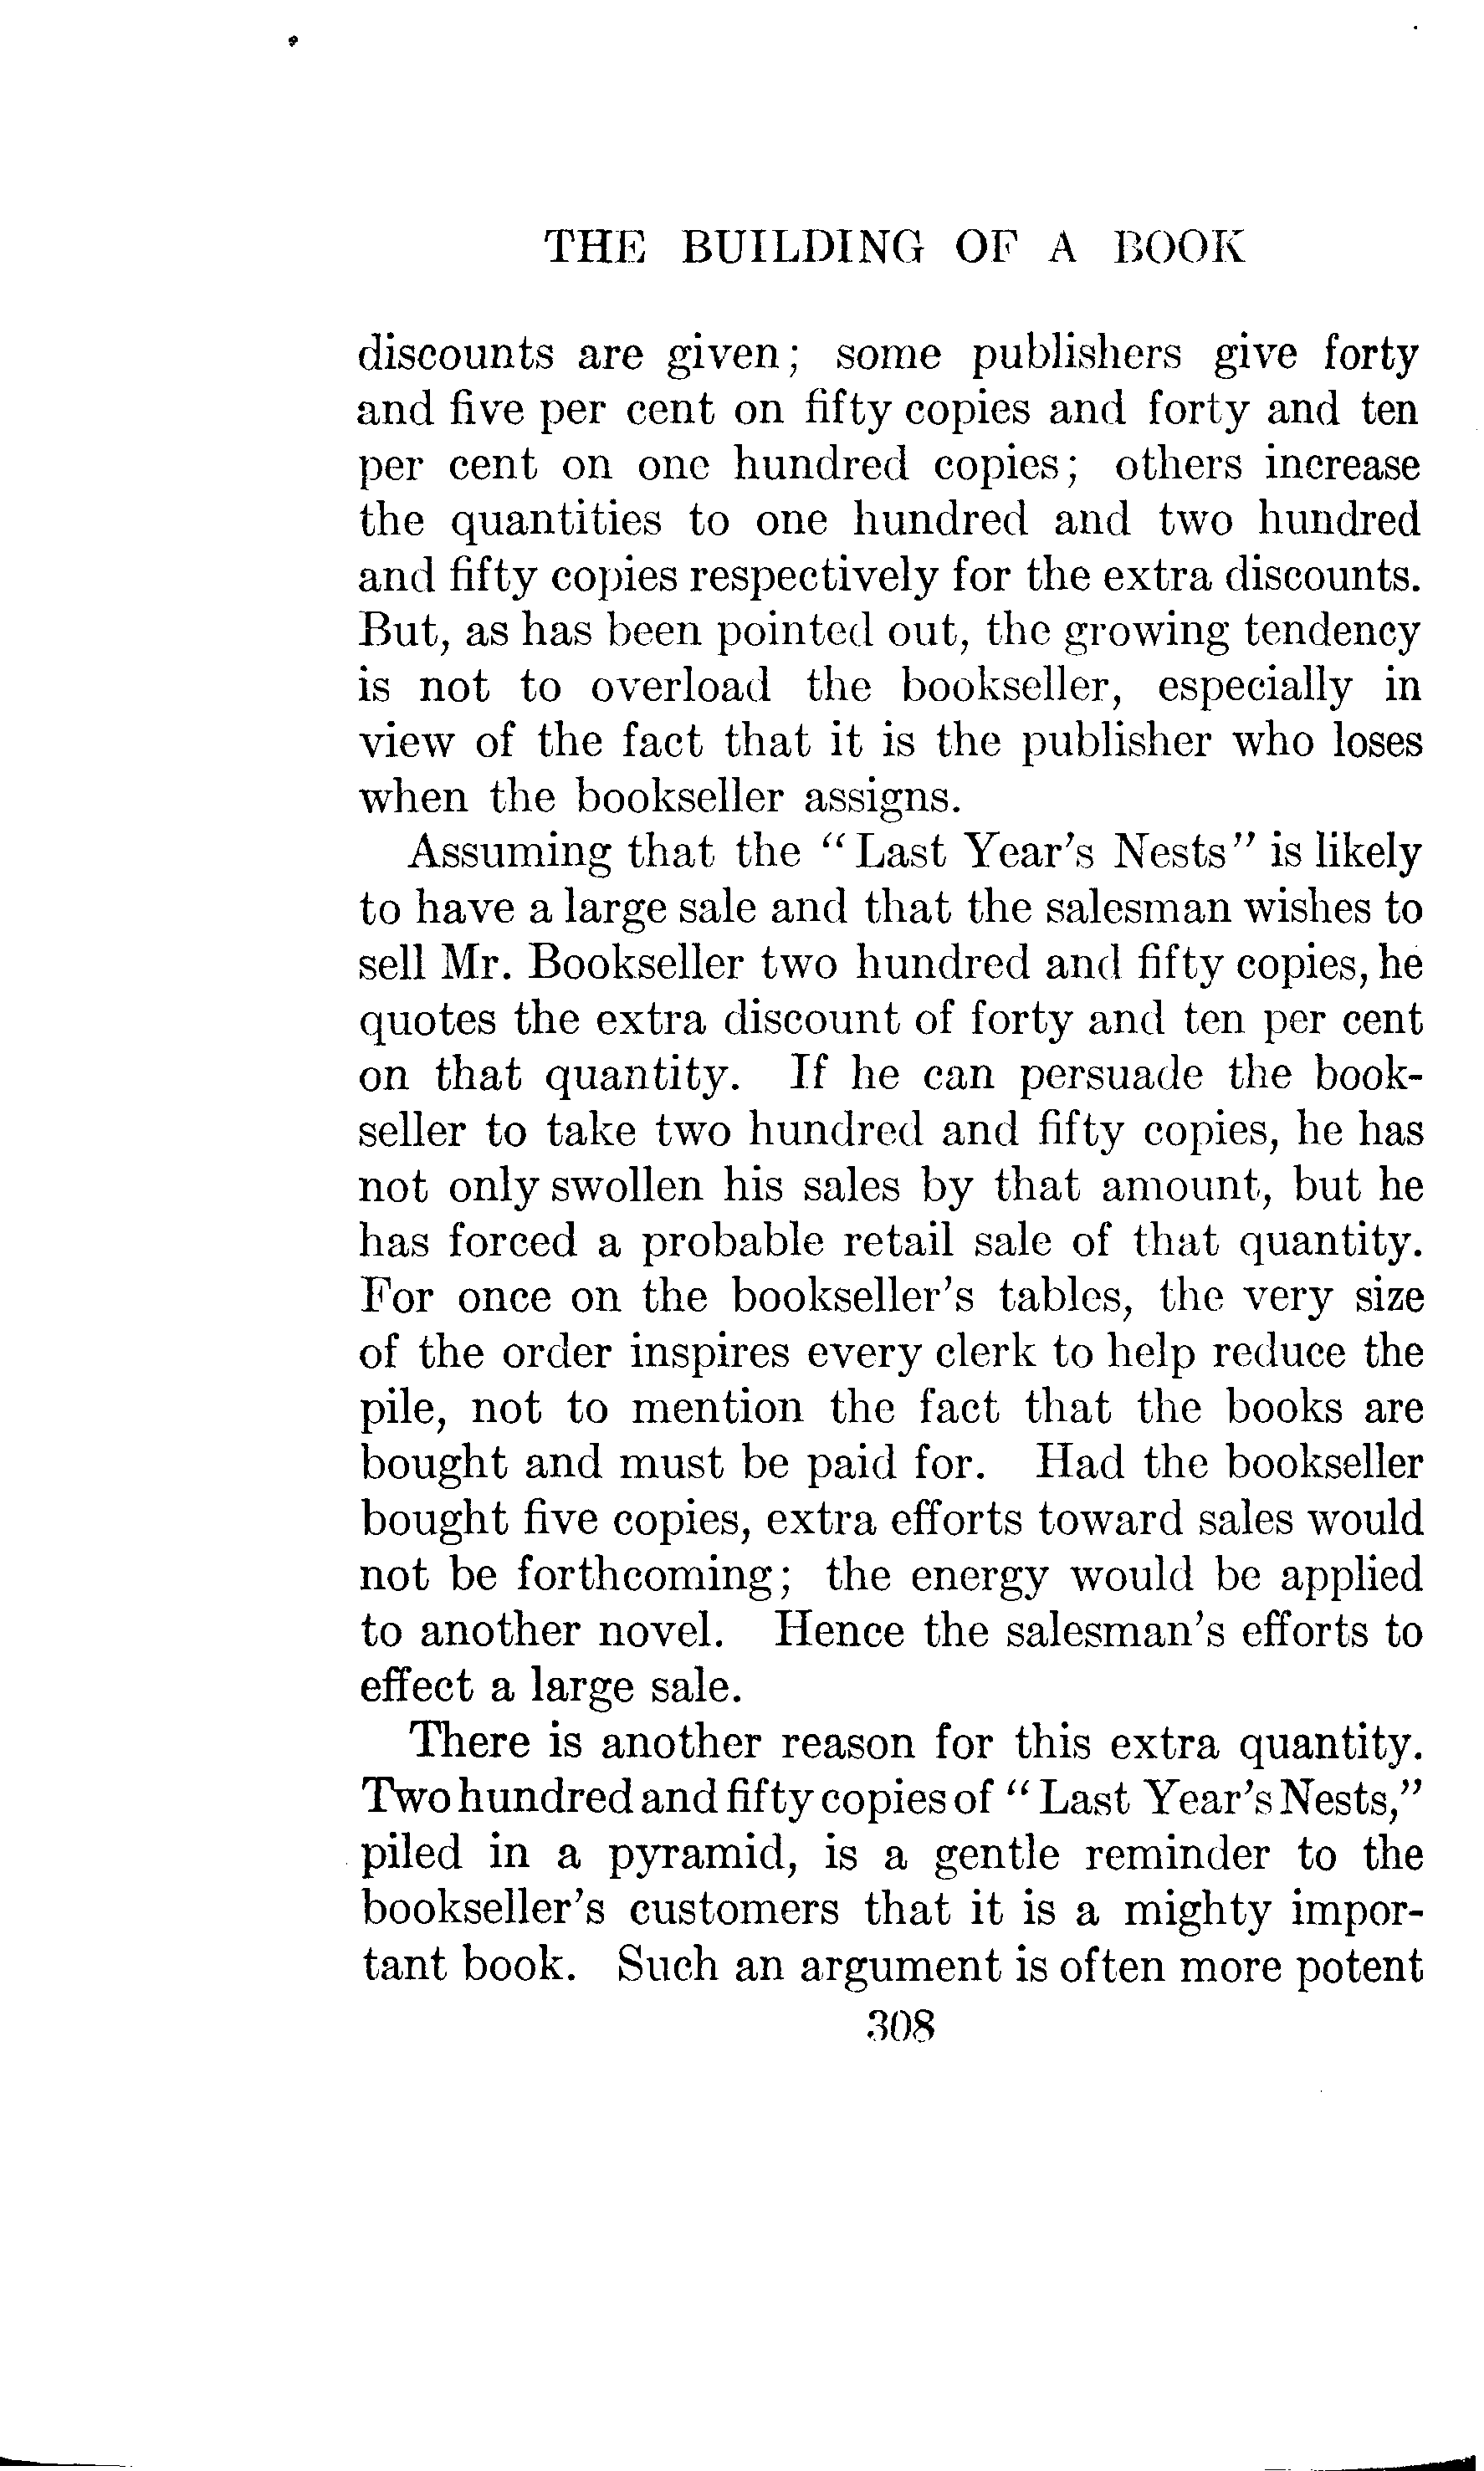 THE BUILDING OF A BOOK
discounts are given; some publishers give forty
and five per cent on fifty copies and forty and ten
per cent on one hundred copies; others increase
the quantities to one hundred and two hundred
and fifty copies respectively for the extra discounts.
But, as has been pointed out, the growing tendency
is not to overload the bookseller, especially in
view of the fact that it is the publisher who loses
when the bookseller assigns.
Assuming that the "Last Year's Nests" is likely
to have a large sale and that the salesman wishes to
sell Mr. Bookseller two hundred and fifty copies, he
quotes the extra discount of forty and ten per cent
on that quantity. If he can persuade the book-
seller to take two hundred and fifty copies, he has
not only swollen his sales by that amount, but he
has forced a probable retail sale of that quantity.
For once on the bookseller's tables, the very size
of the order inspires every clerk to help reduce the
pile, not to mention the fact that the books are
bought and must be paid for. Had the bookseller
bought five copies, extra efforts toward sales would
not be forthcoming; the energy would be applied
to another novel. Hence the salesman's efforts to
effect a large sale.
There is another reason for this extra quantity.
Two hundred and fifty copies of "Last Year's Nests,"
piled in a pyramid, is a gentle reminder to the
bookseller's customers that it is a mighty impor-
tant book. Such an argument is often more potent
308